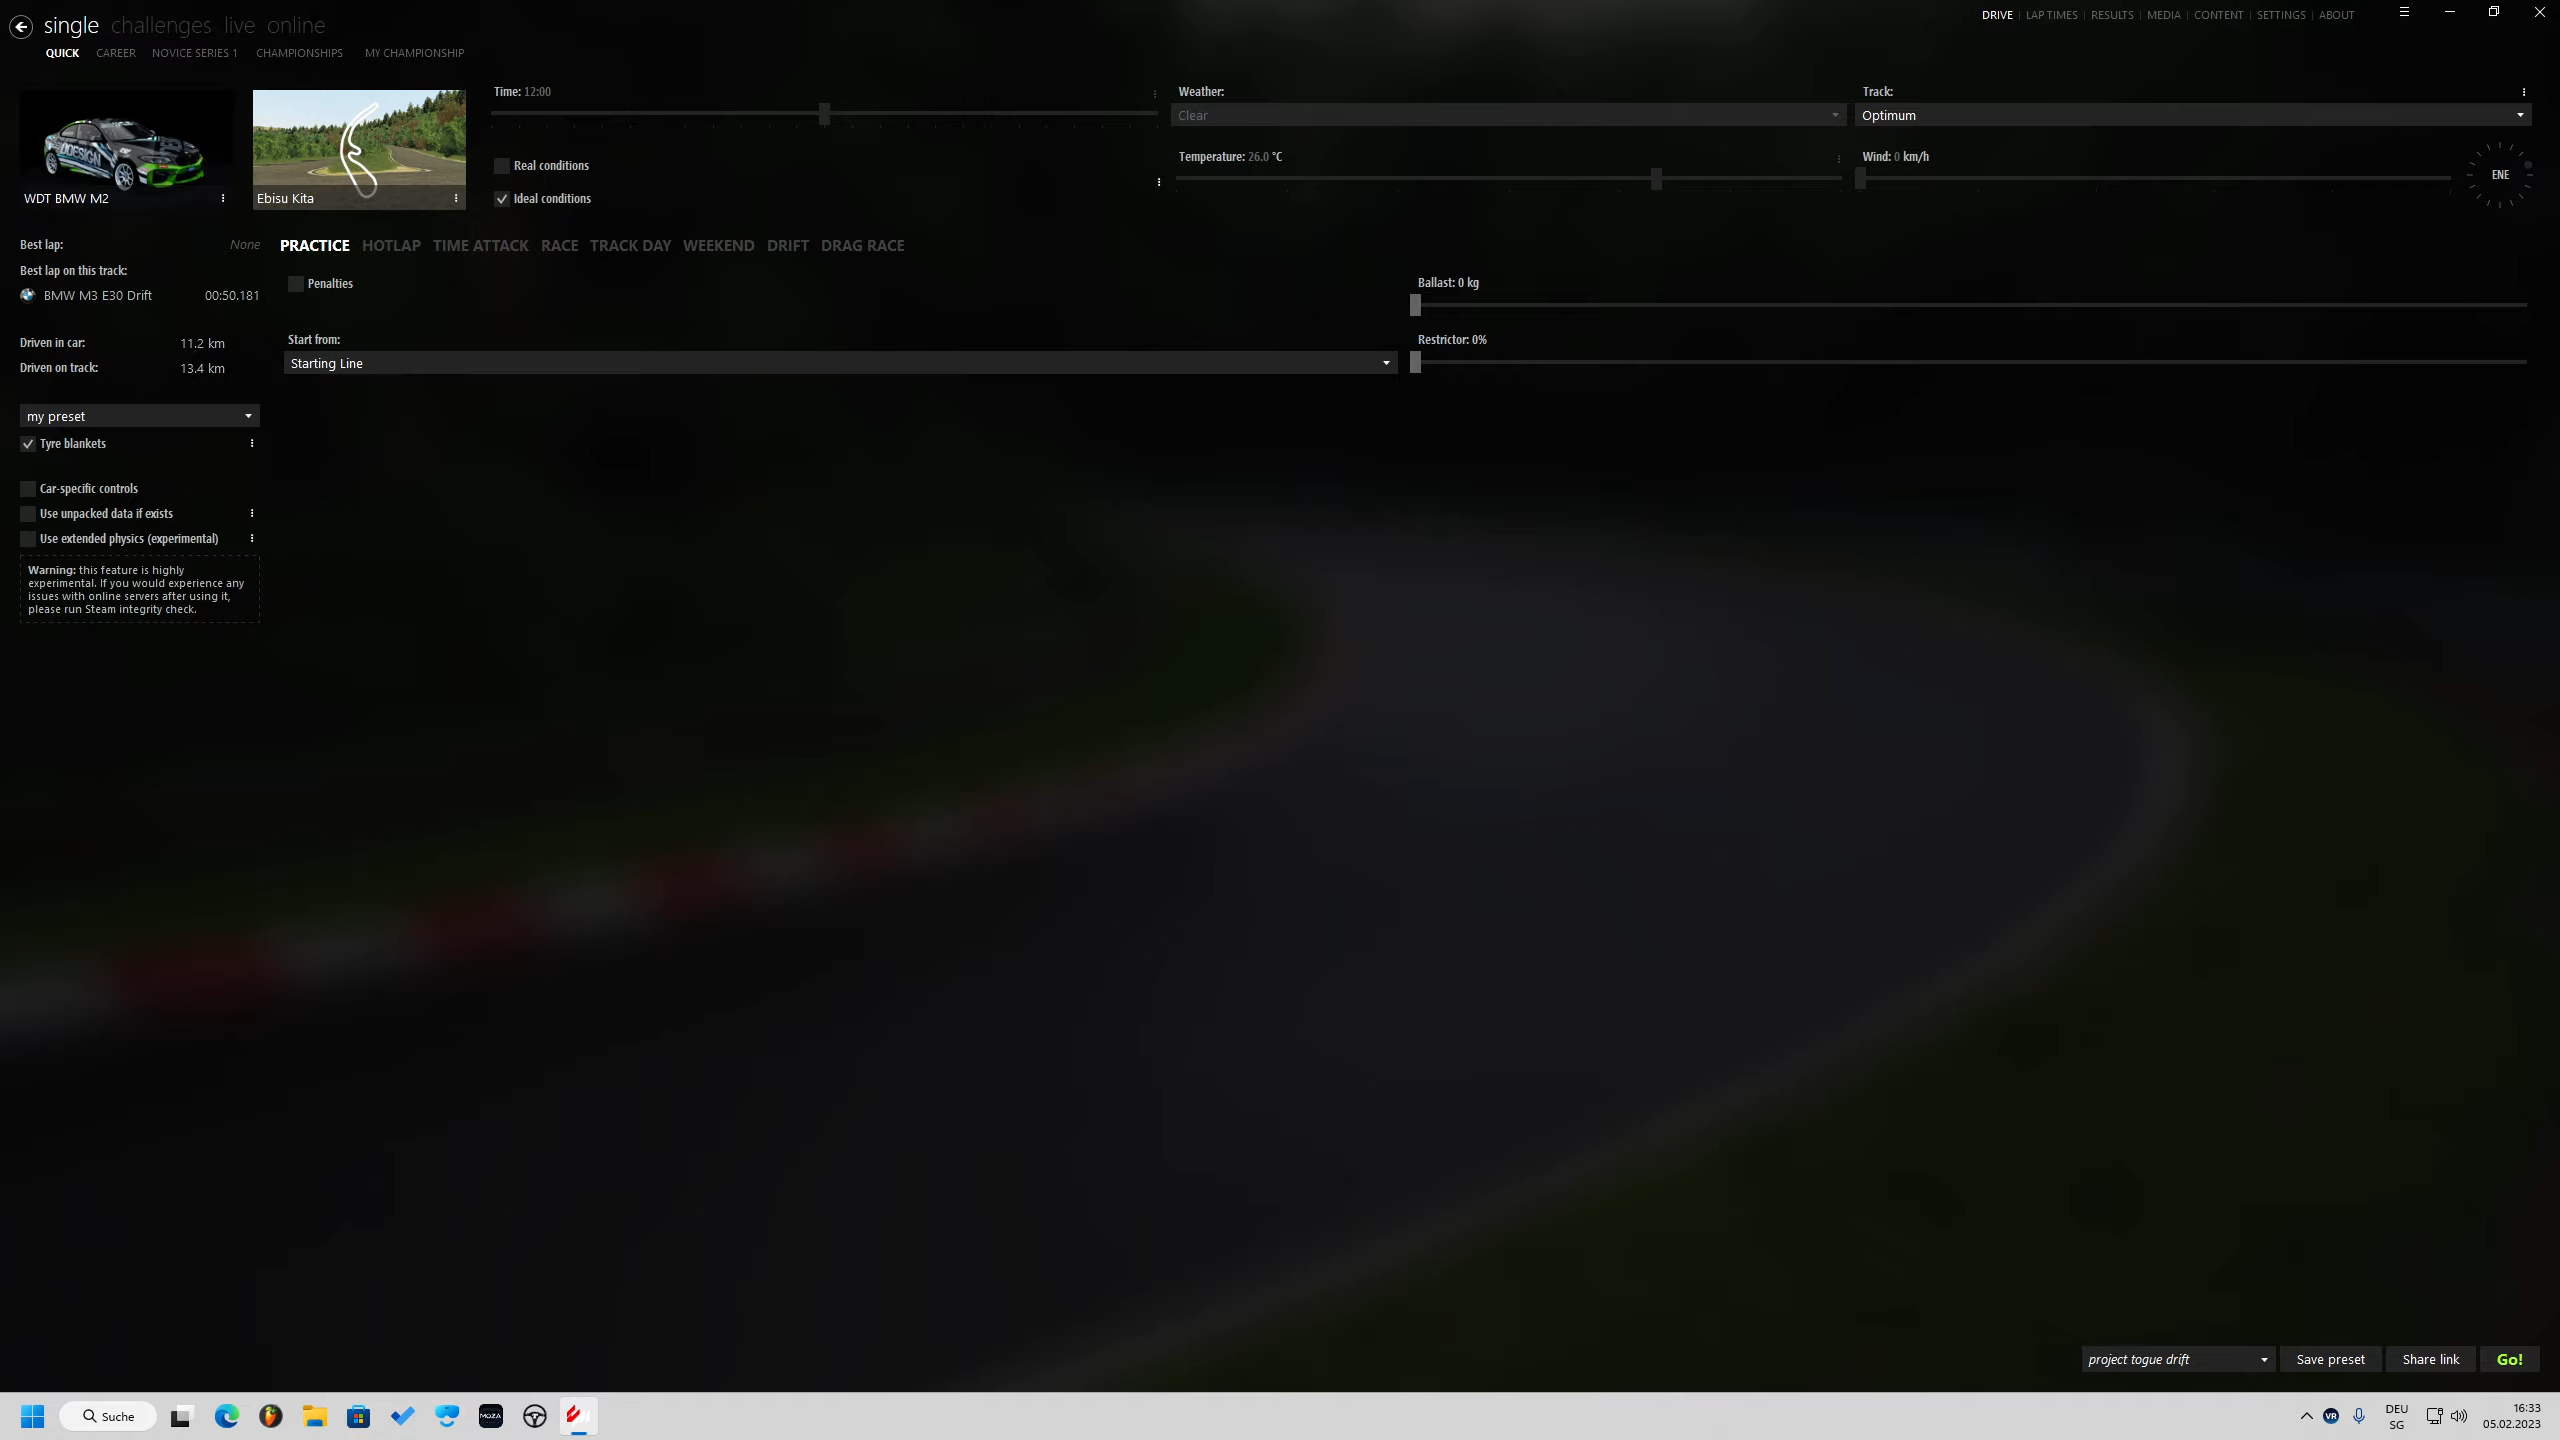 single challenges live online
DRIVE | LAP TIMES | RESULTS | MEDIA | CONTENT | SETTINGS | ABOUT
QUICK CAREER NOVICE SERIES 1 CHAMPIONSHIPS MY CHAMPIONSHIP
DESIGN
WDT BMW M2
Ebisu Kita
Time: 12:00
Real conditions
Ideal conditions
Weather:
Clear
Temperature: 26.0 °C
Track:
Optimum
Wind: 0 km/h
ENE
Best lap: None
Best lap on this track:
BMW M3 E30 Drift 00:50.181
Driven in car: 11.2 km
Driven on track: 13.4 km
my preset
Tyre blankets
Car-specific controls
Use unpacked data if exists
Use extended physics (experimental)
Warning: this feature is highly
experimental. If you would experience any
issues with online servers after using it,
please run Steam integrity check.
PRACTICE HOTLAP TIME ATTACK RACE TRACK DAY WEEKEND DRIFT DRAG RACE
Penalties
Start from:
Starting Line
Ballast: 0 kg
Restrictor: 0%
project togue drift
Save preset
Share link
Go!
Suche
MOZA
VR
DEU
SG
16:33
05.02.2023